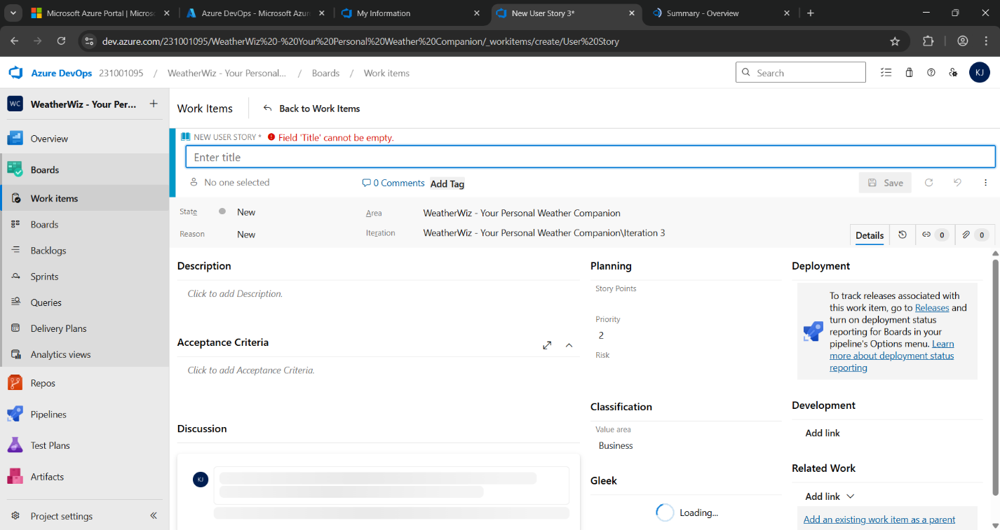 Microsoft Azure Portal | Micros
Azure DevOps - Microsoft Azur
My Information
New User Story 3*
Summary - Overview
dev.azure.com/231001095/WeatherWiz%20-%20Your%20Personal%20Weather%20Companion/_workitems/create/User%20Story
Azure DevOps 231001095 / WeatherWiz - Your Personal... / Boards / Work items
Search
KJ
WC WeatherWiz - Your Per...
Overview
Boards
Work items
Boards
Backlogs
Sprints
Queries
Delivery Plans
Analytics views
Repos
Pipelines
Test Plans
Artifacts
Project settings
Work Items
Back to Work Items
NEW USER STORY * Field 'Title' cannot be empty.
Enter title
No one selected
0 Comments
Add Tag
Save
State New
Area WeatherWiz - Your Personal Weather Companion
Reason New
Iteration WeatherWiz - Your Personal Weather Companion\Iteration 3
Details
0
0
Description
Click to add Description.
Acceptance Criteria
Click to add Acceptance Criteria.
Discussion
KJ
Planning
Story Points
Priority
2
Risk
Classification
Value area
Business
Gleek
Loading...
Deployment
To track releases associated with
this work item, go to Releases and
turn on deployment status
reporting for Boards in your
pipeline's Options menu. Learn
more about deployment status
reporting
Development
Add link
Related Work
Add link
Add an existing work item as a parent